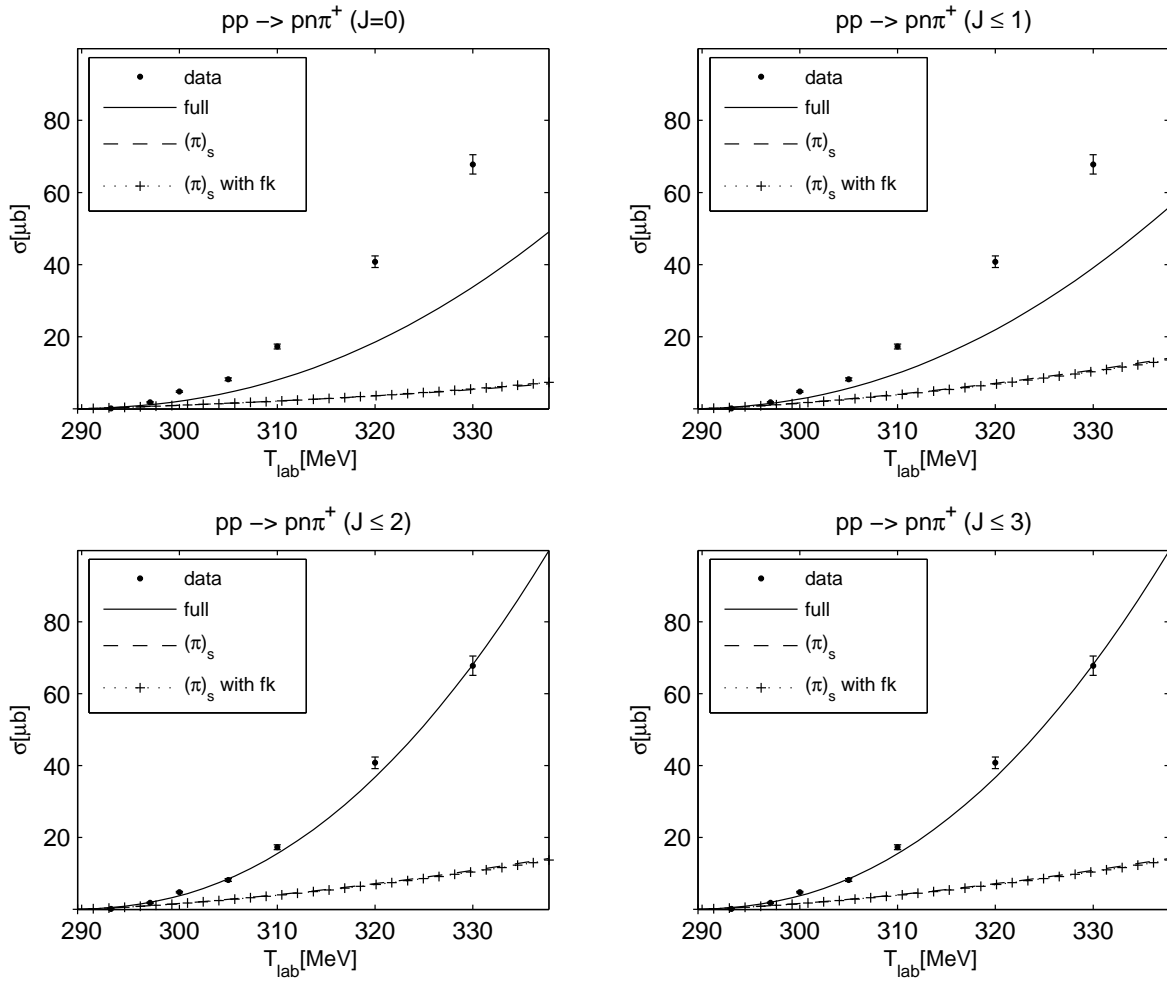 pp −> pnπ+ (J=0)
data
full
(π)s
(π)s with fk
80
60
40
20
σ[μb]
290 300 310 320 330
Tlab[MeV]
pp −> pnπ+ (J ≤ 1)
data
full
(π)s
(π)s with fk
80
60
40
20
σ[μb]
290 300 310 320 330
Tlab[MeV]
pp −> pnπ+ (J ≤ 2)
data
full
(π)s
(π)s with fk
80
60
40
20
σ[μb]
290 300 310 320 330
Tlab[MeV]
pp −> pnπ+ (J ≤ 3)
data
full
(π)s
(π)s with fk
80
60
40
20
σ[μb]
290 300 310 320 330
Tlab[MeV]